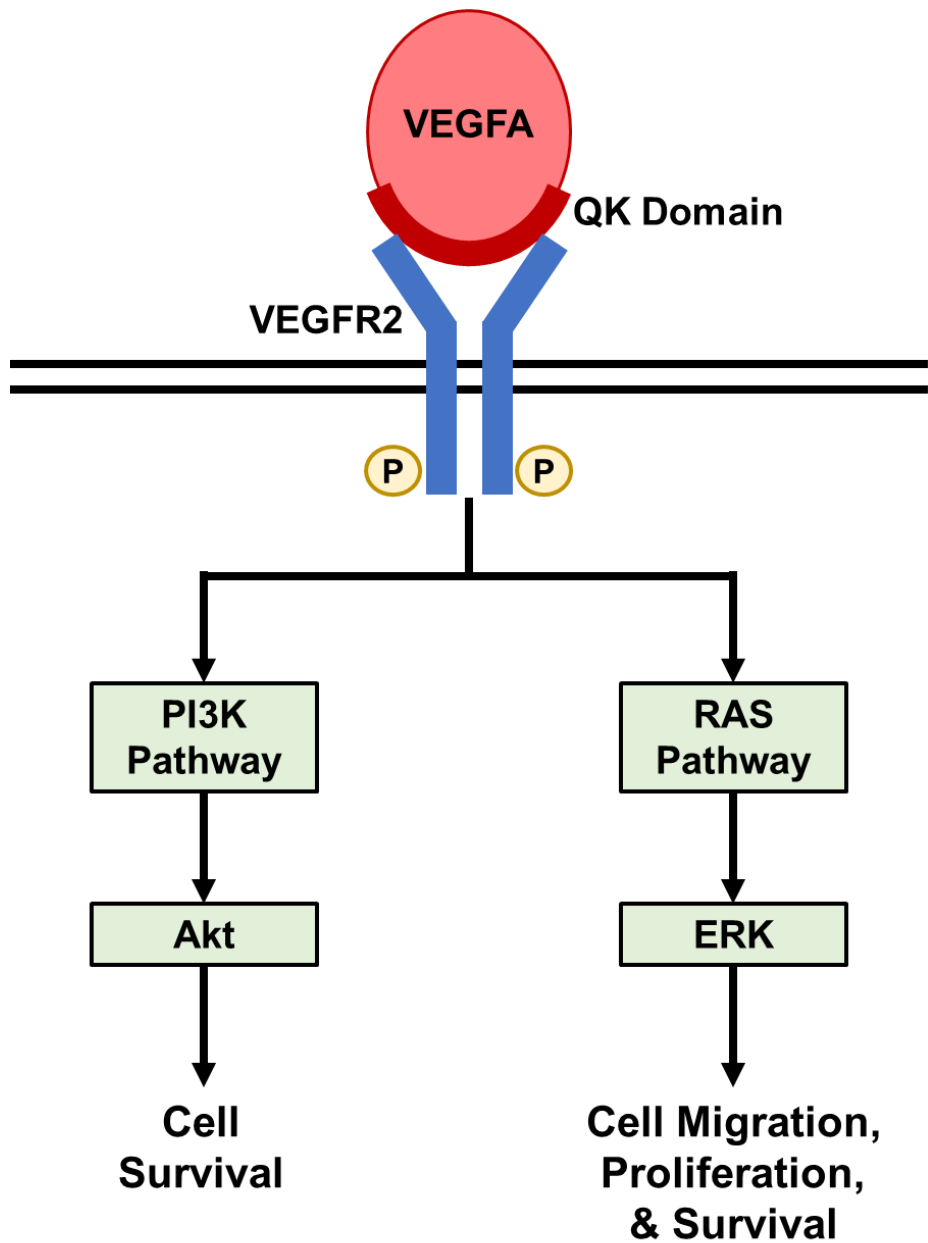 VEGFA
QK Domain
VEGFR2
P
P
PI3K
Pathway
RAS
Pathway
Akt
ERK
Cell
Survival
Cell Migration,
Proliferation,
& Survival